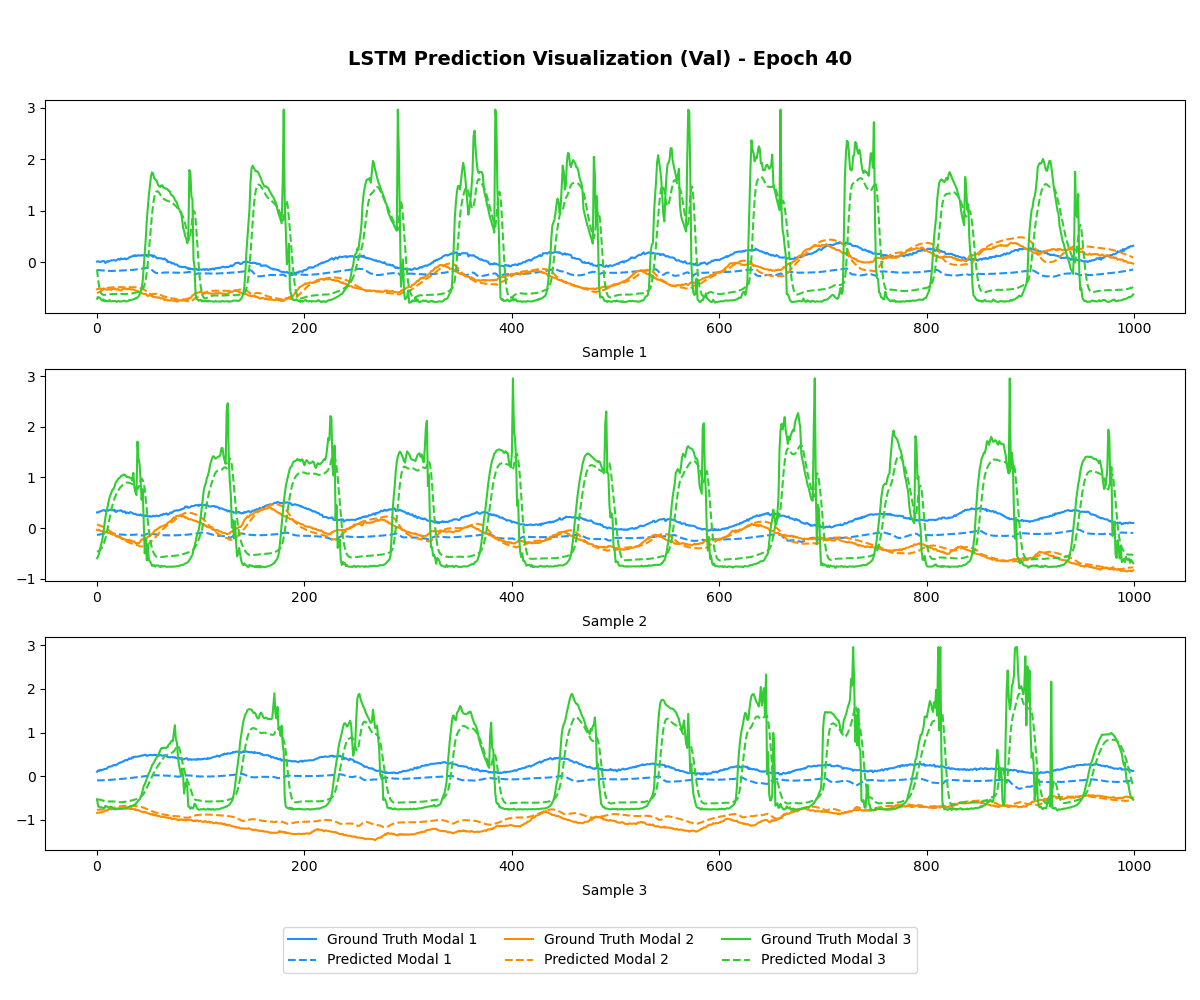 LSTM Prediction Visualization (Val) - Epoch 40
3
2
1
0
0 200 400 600 800 1000
Sample 1
3
2
1
0
−1
0 200 400 600 800 1000
Sample 2
3
2
1
0
−1
0 200 400 600 800 1000
Sample 3
Ground Truth Modal 1 Ground Truth Modal 2 Ground Truth Modal 3
Predicted Modal 1 Predicted Modal 2 Predicted Modal 3